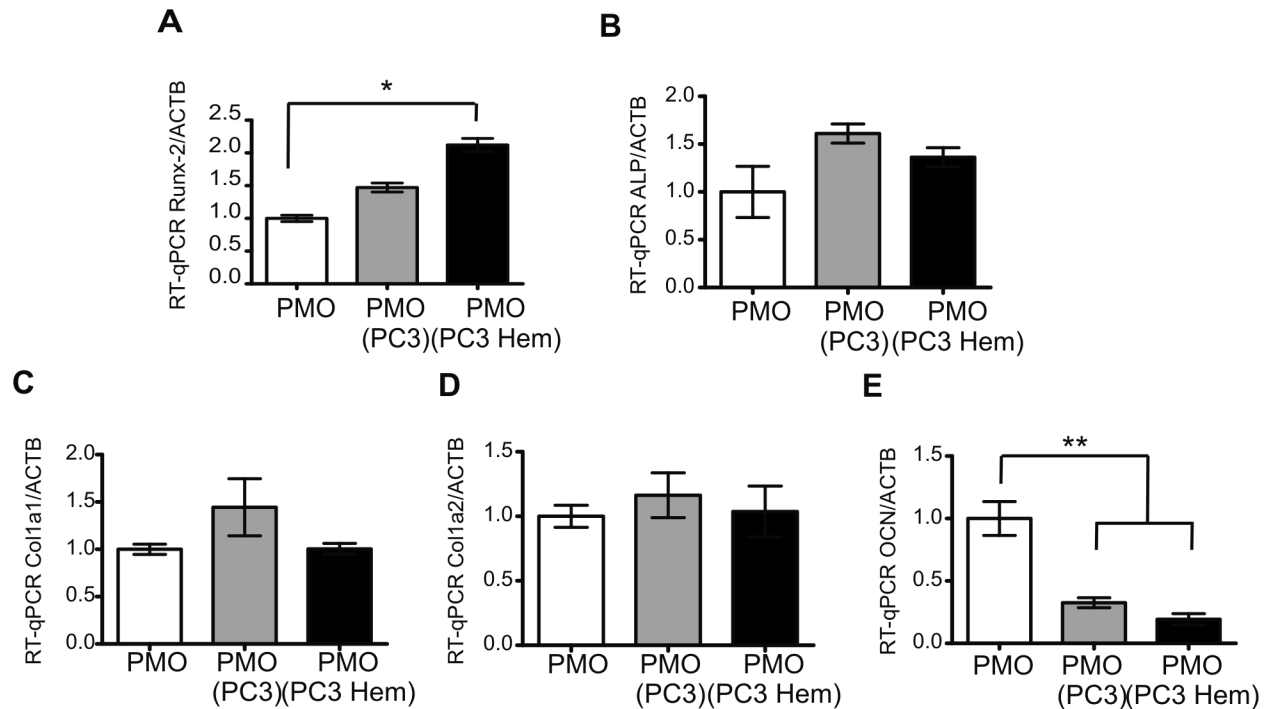 A
RT-qPCR Runx-2/ACTB
2.5
2.0
1.5
1.0
0.5
0.0
*
PMO
PMO
PMO
(PC3)(PC3 Hem)
B
RT-qPCR ALP/ACTB
2.0
1.5
1.0
0.5
0.0
PMO
PMO
PMO
(PC3)(PC3 Hem)
C
RT-qPCR Col1a1/ACTB
2.0
1.5
1.0
0.5
0.0
PMO
PMO
PMO
(PC3)(PC3 Hem)
D
RT-qPCR Col1a2/ACTB
1.5
1.0
0.5
0.0
PMO
PMO
PMO
(PC3)(PC3 Hem)
E
RT-qPCR OCN/ACTB
1.5
1.0
0.5
0.0
**
PMO
PMO
PMO
(PC3)(PC3 Hem)